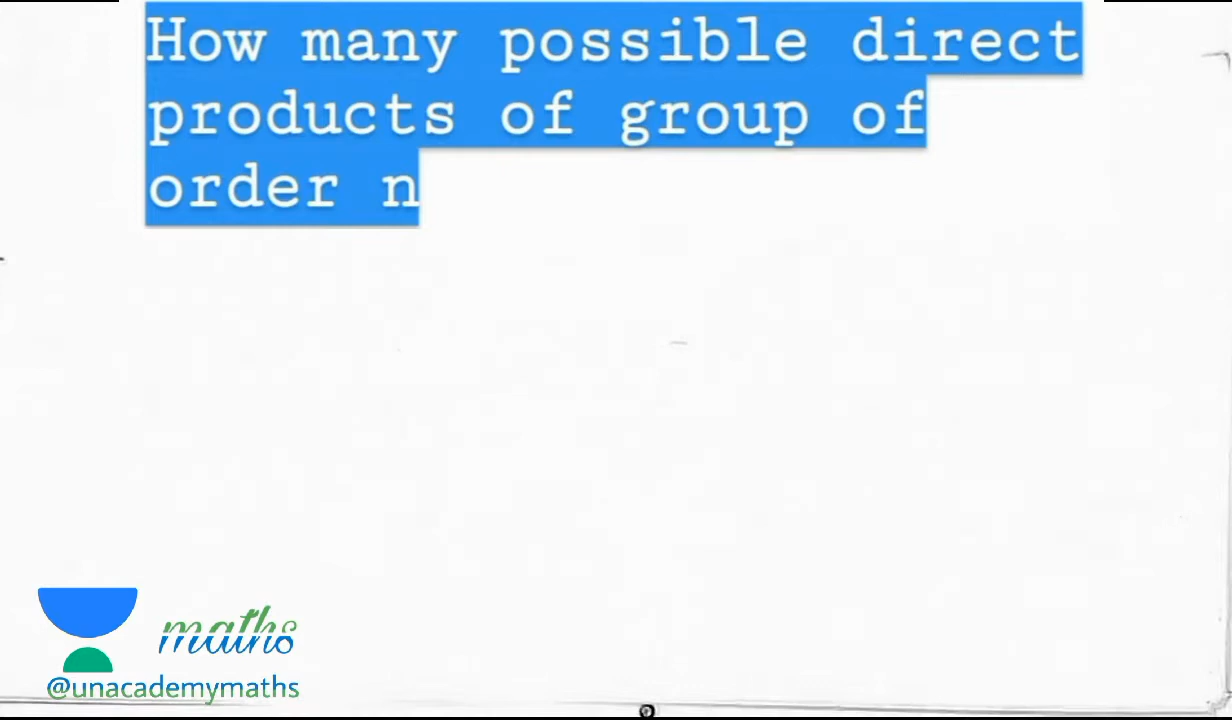 How many possible direct
products of group of
order n
maths
@unacademymaths